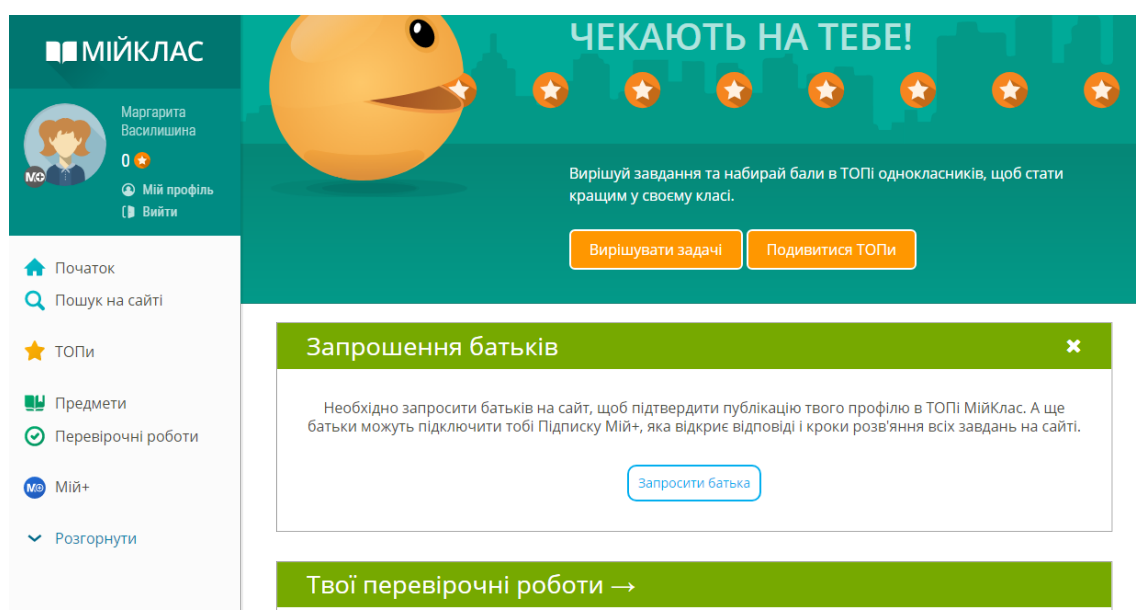 МІЙКЛАС
Маргарита
Василишина
0
Мій профіль
Вийти
Початок
Пошук на сайті
ТОПи
Предмети
Перевірочні роботи
Мій+
Розгорнути
ЧЕКАЮТЬ НА ТЕБЕ!
Вирішуй завдання та набирай бали в ТОПі однокласників, щоб стати
кращим у своєму класі.
Вирішувати задачі
Подивитися ТОПи
Запрошення батьків
Необхідно запросити батьків на сайт, щоб підтвердити публікацію твого профілю в ТОПі МійКлас. А ще
батьки можуть підключити тобі Підписку Мій+, яка відкриє відповіді і кроки розв'яння всіх завдань на сайті.
Запросити батька
Твої перевірочні роботи →